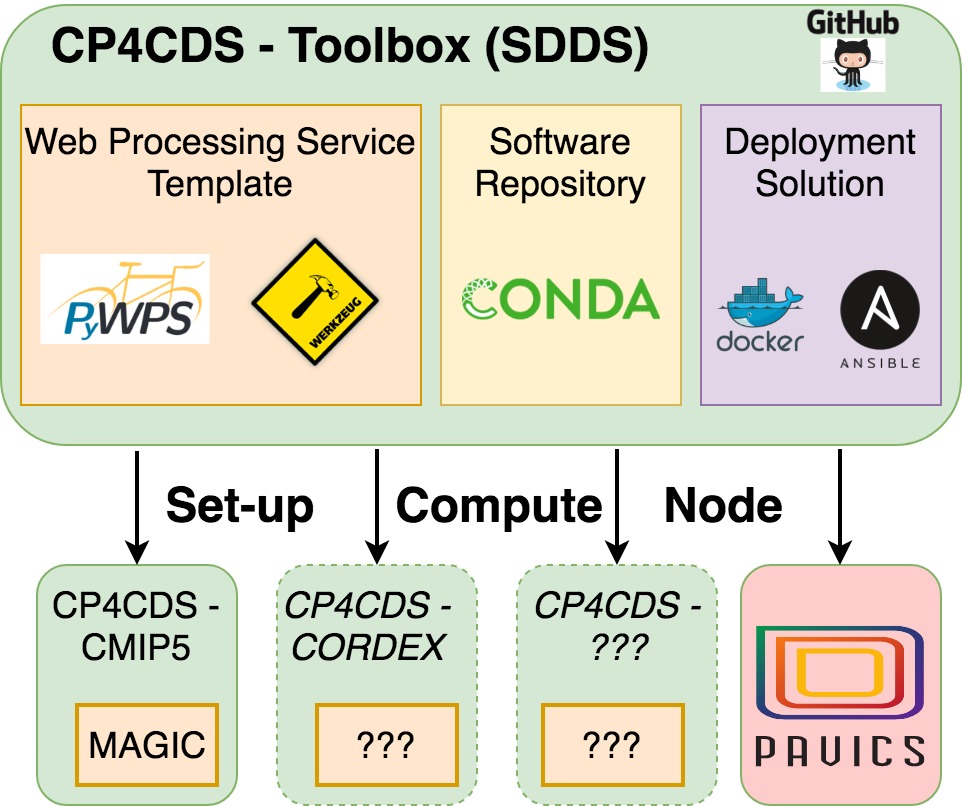 GitHub
CP4CDS - Toolbox (SDDS)
Web Processing Service
Template
PyWPS
WERKZEUG
Software
Repository
CONDA
Deployment
Solution
docker
ANSIBLE
Set-up
Compute
Node
CP4CDS -
CMIP5
MAGIC
CP4CDS -
CORDEX
???
CP4CDS -
???
???
PAVICS